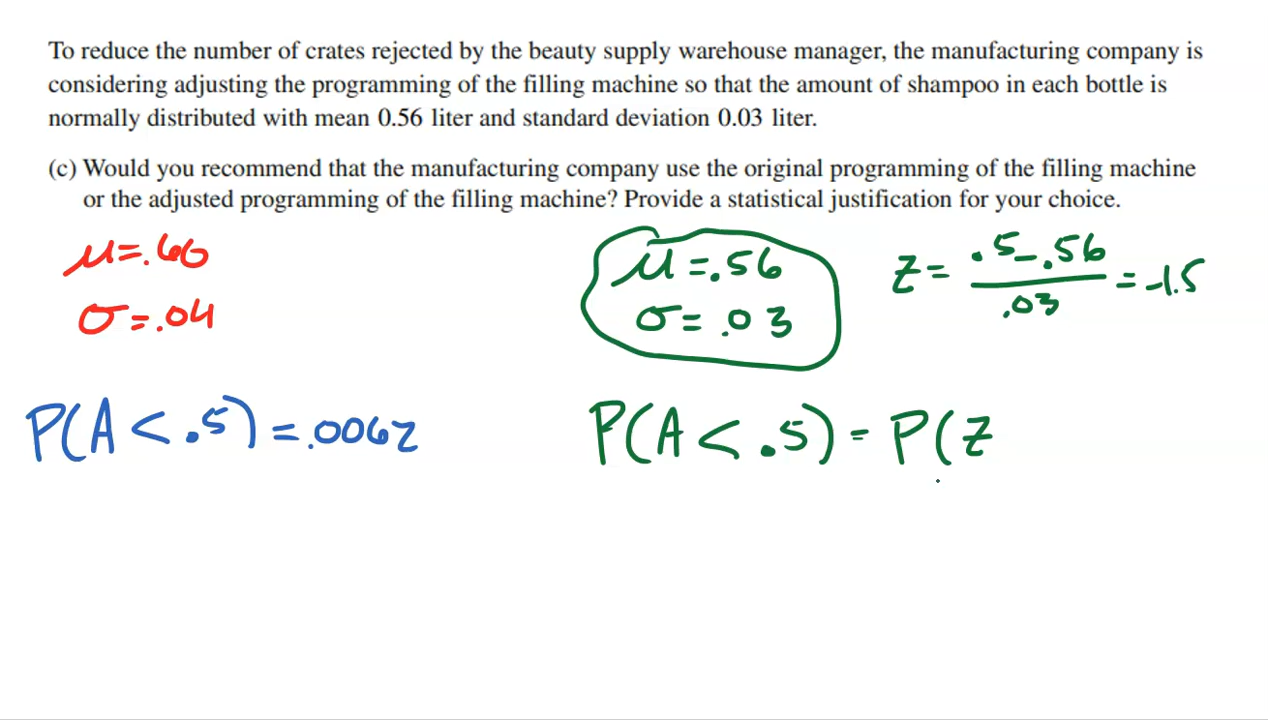 To reduce the number of crates rejected by the beauty supply warehouse manager, the manufacturing company is
considering adjusting the programming of the filling machine so that the amount of shampoo in each bottle is
normally distributed with mean 0.56 liter and standard deviation 0.03 liter.
(c) Would you recommend that the manufacturing company use the original programming of the filling machine
or the adjusted programming of the filling machine? Provide a statistical justification for your choice.
μ=.60
σ=.04
μ=.56
σ=.03
z= .5-.56
.03
=-1.5
P(A<.5)=.0062
P(A<.5)=P(z